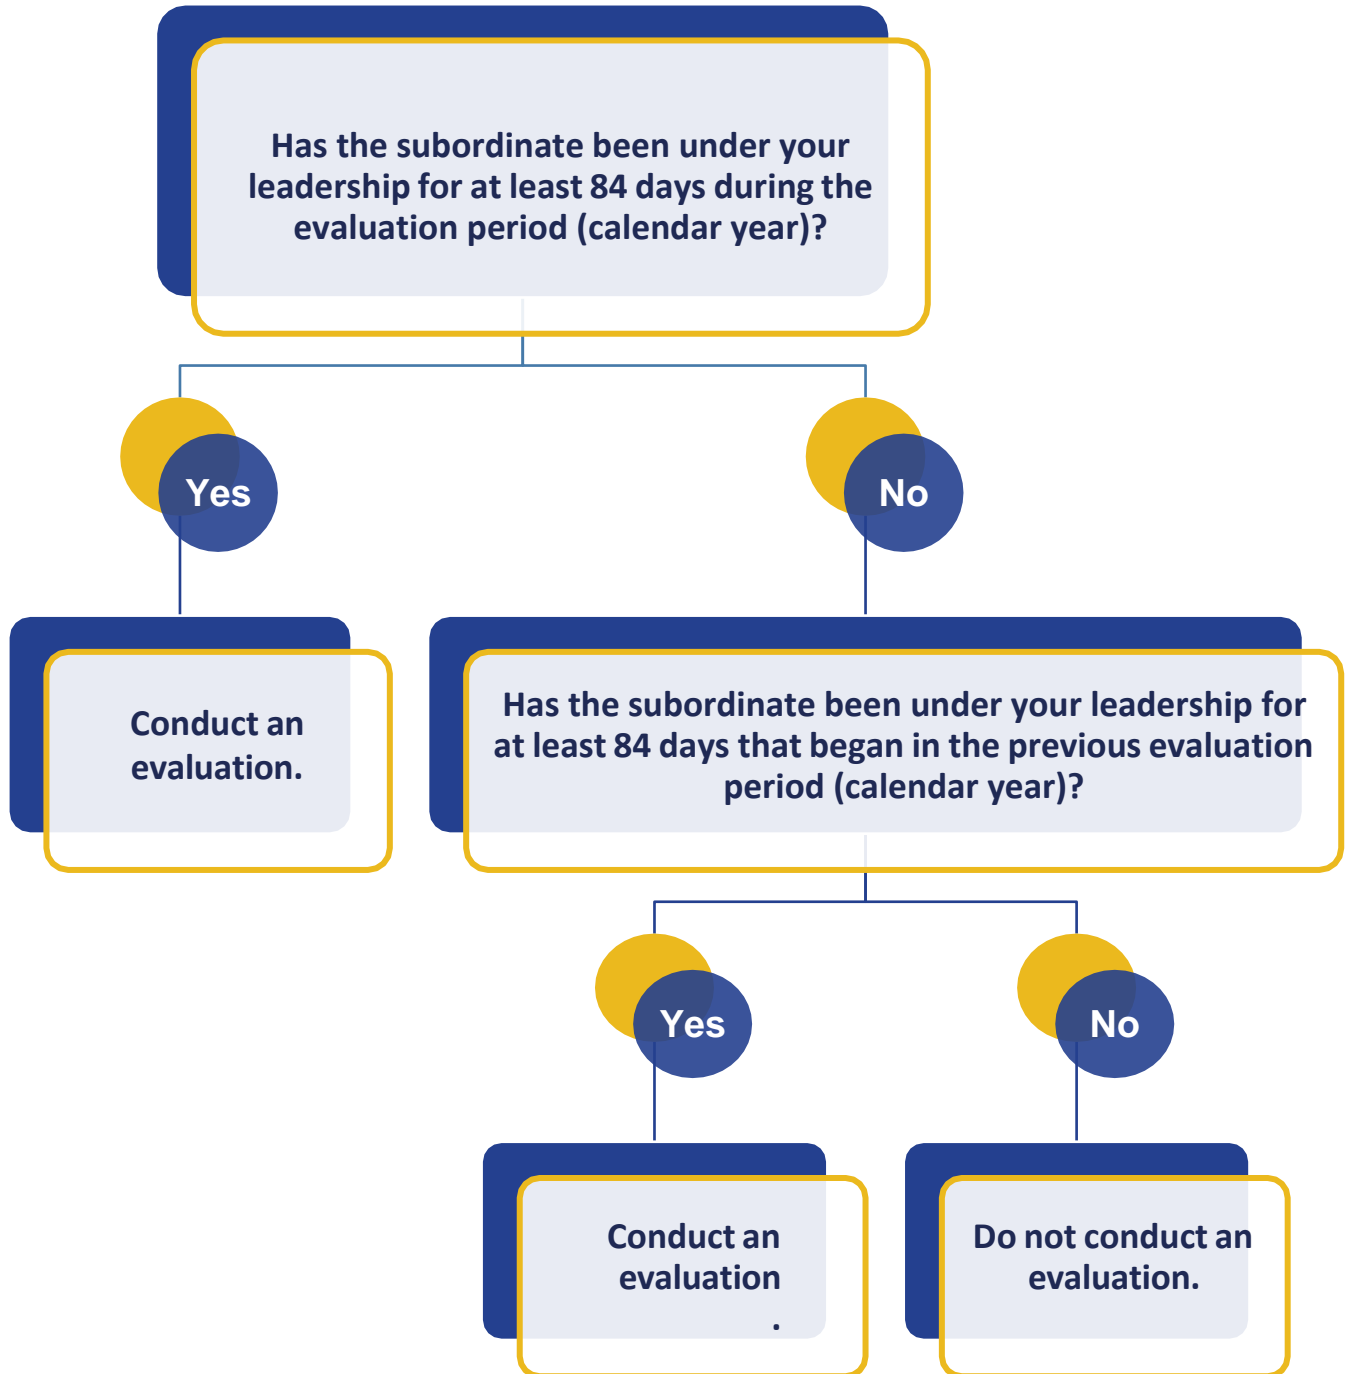 Has the subordinate been under your
leadership for at least 84 days during the
evaluation period (calendar year)?
Yes
No
Conduct an
evaluation.
Has the subordinate been under your leadership for
at least 84 days that began in the previous evaluation
period (calendar year)?
Yes
No
Conduct an
evaluation
.
Do not conduct an
evaluation.